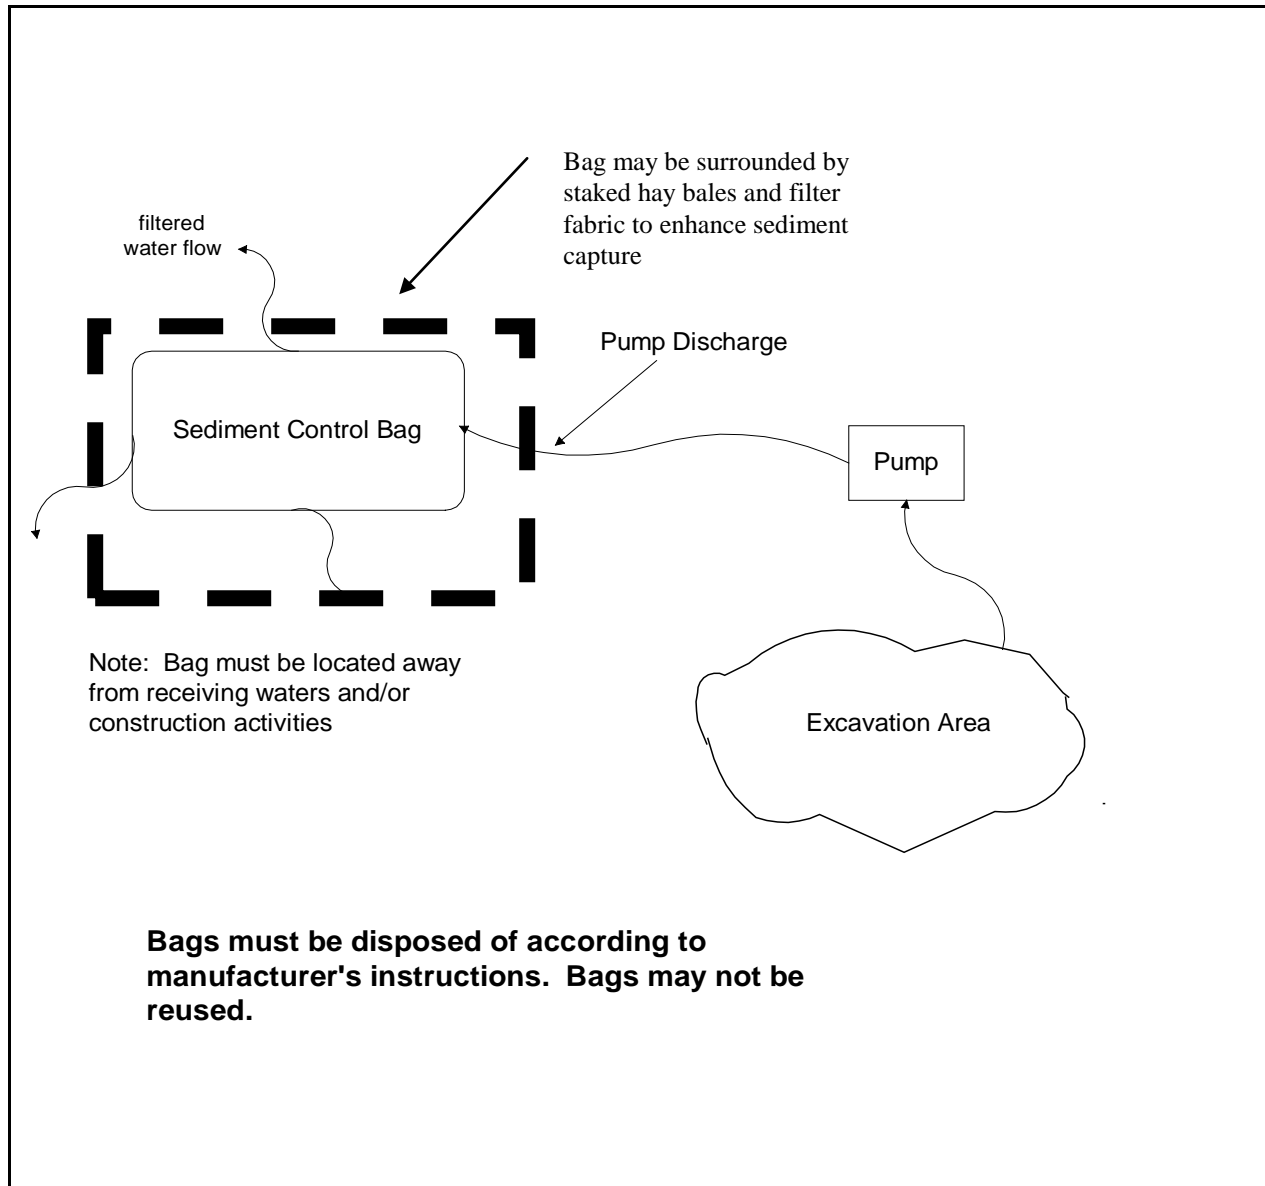 Bag may be surrounded by
staked hay bales and filter
fabric to enhance sediment
capture
filtered
water flow
Pump Discharge
Sediment Control Bag
Pump
Note:  Bag must be located away
from receiving waters and/or
construction activities
Excavation Area
Bags must be disposed of according to
manufacturer's instructions.  Bags may not be
reused.